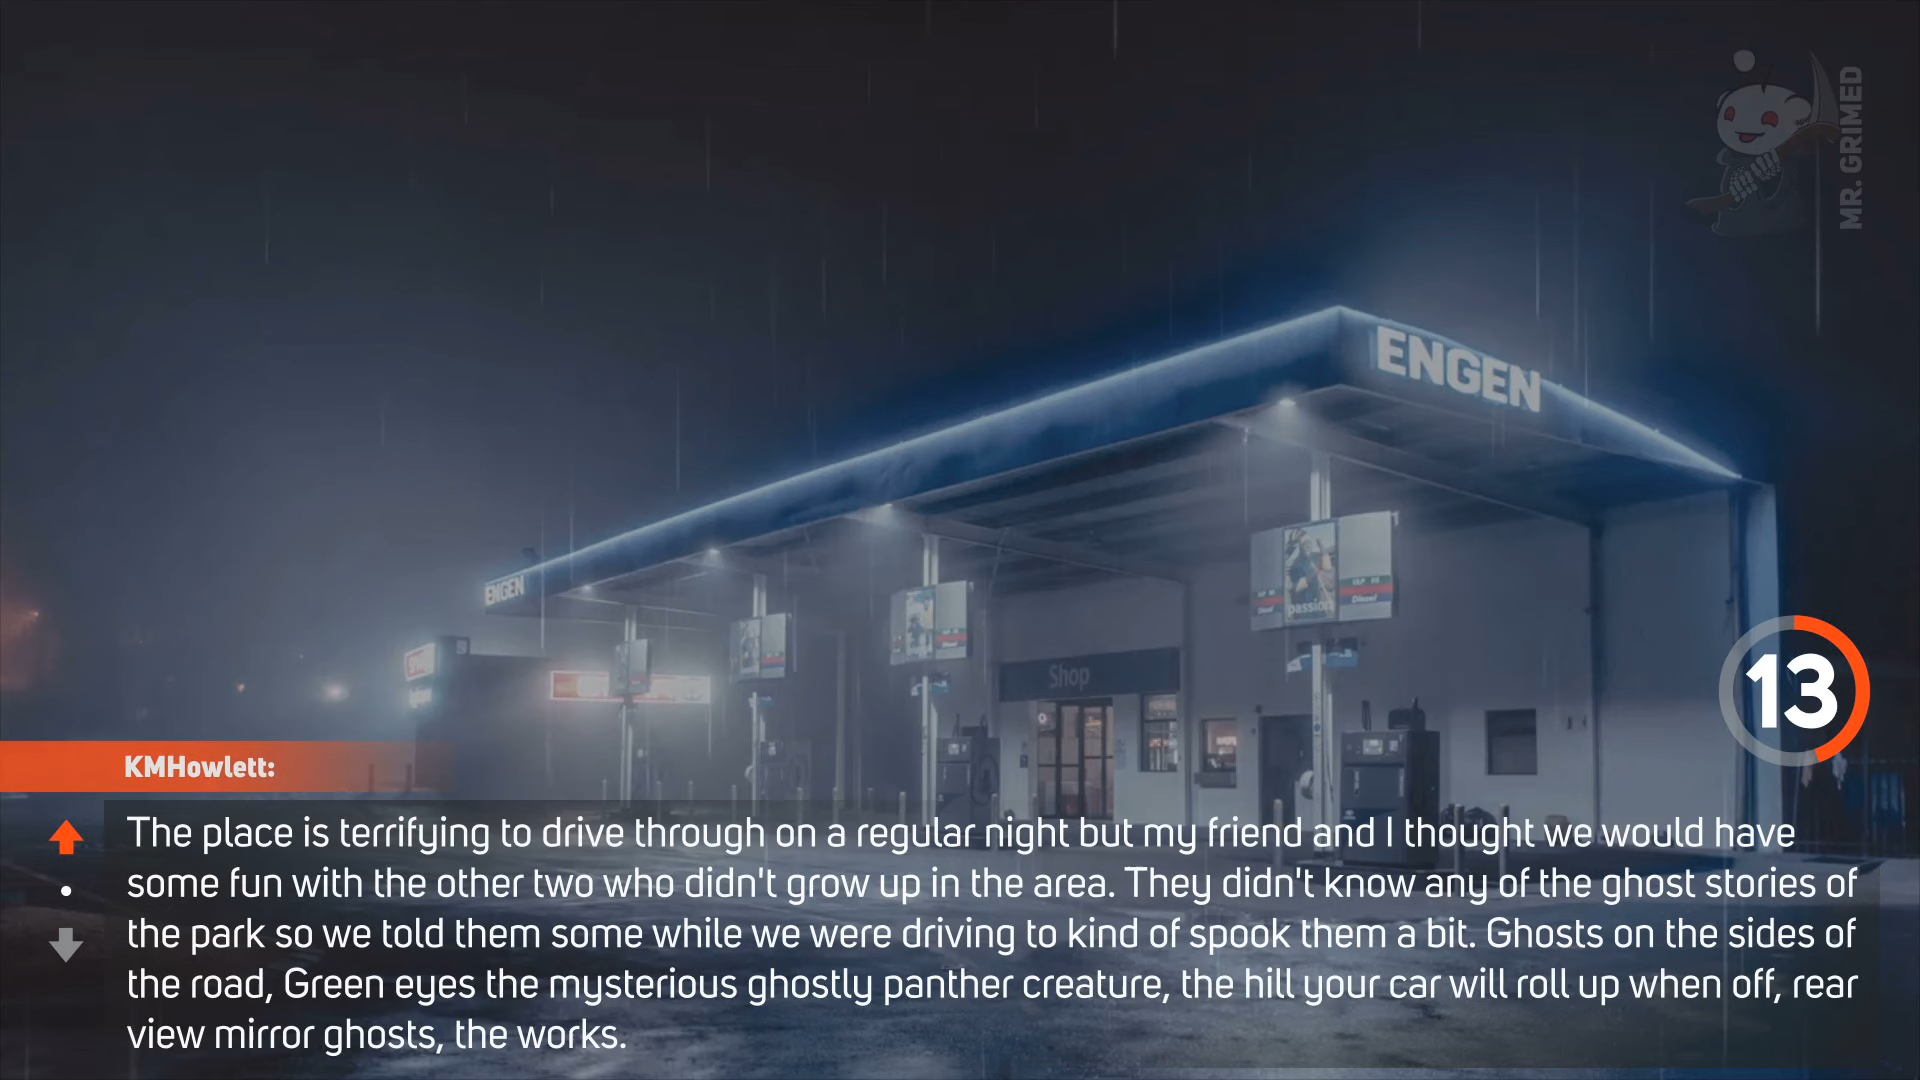 MR. GRIMED
ENGEN
ENGEN
passion
Diesel
Diesel
Shop
13
KMHowlett:
The place is terrifying to drive through on a regular night but my friend and I thought we would have
some fun with the other two who didn't grow up in the area. They didn't know any of the ghost stories of
the park so we told them some while we were driving to kind of spook them a bit. Ghosts on the sides of
the road, Green eyes the mysterious ghostly panther creature, the hill your car will roll up when off, rear
view mirror ghosts, the works.